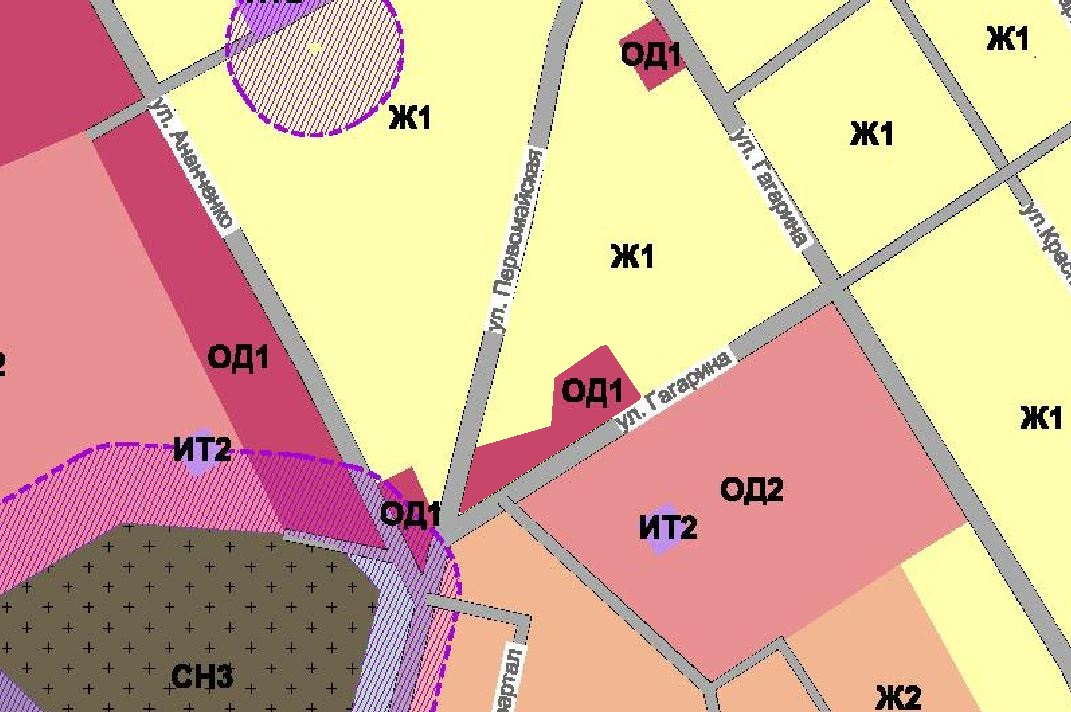 ОД1
Ж1
Ж1
Ж1
ул. Ананченко
ул. Первомайская
ул. Гагарина
Ж1
ОД1
ОД1
ул. Гагарина
Ж1
ИТ2
ОД2
ОД1
ИТ2
СН3
Ж2